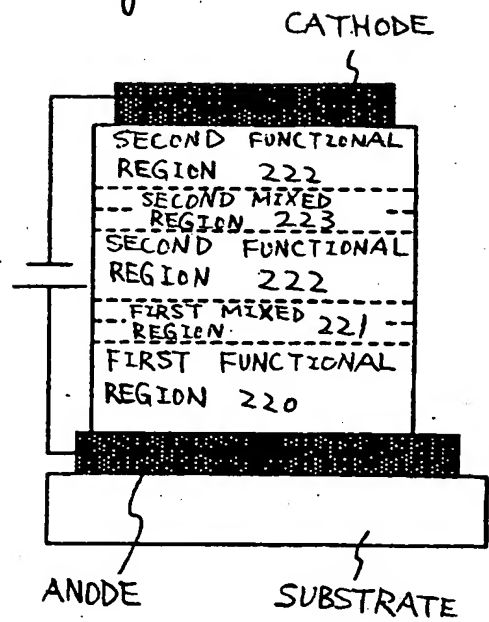 CATHODE
SECOND FUNCTIONAL
REGION 222
SECOND MIXED
REGION 223
SECOND FUNCTIONAL
REGION 222
FIRST MIXED
REGION 221
FIRST FUNCTIONAL
REGION 220
ANODE
SUBSTRATE